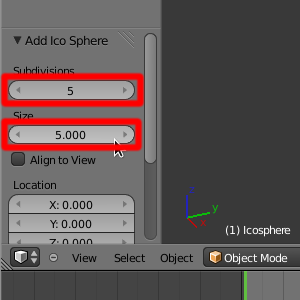 Add Ico Sphere
Subdivisions
5
Size
5.000
Align to View
Location
X: 0.000
Y: 0.000
Z: 0.000
z
y
x
(1) Icosphere
View Select Object Object Mode